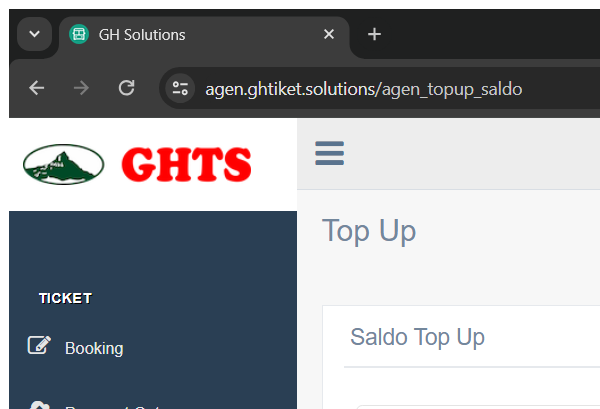 GH Solutions
agen.ghtiket.solutions/agen_topup_saldo
GHTS
Top Up
TICKET
Saldo Top Up
Booking